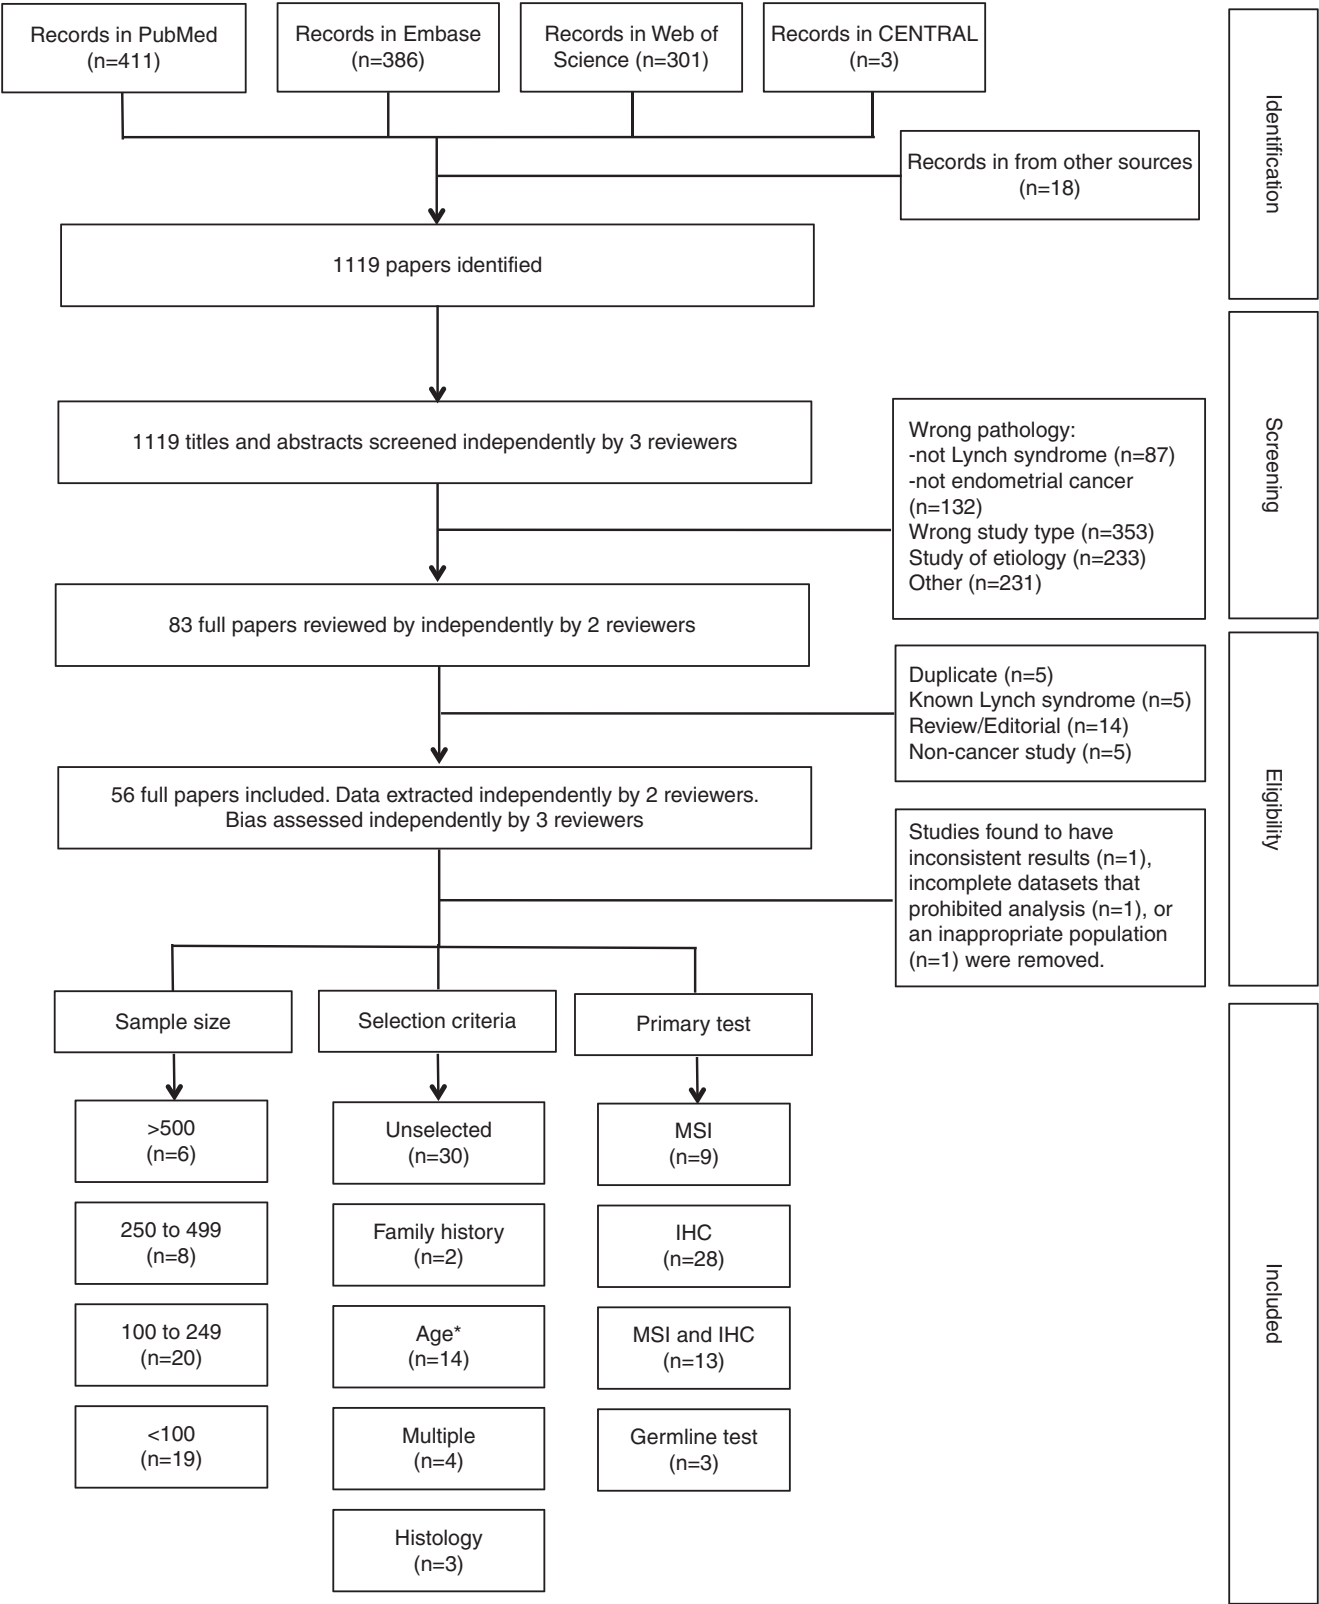 Records in PubMed
(n=411)
Records in Embase
(n=386)
Records in Web of
Science (n=301)
Records in CENTRAL
(n=3)
Records in from other sources
(n=18)
Identification
1119 papers identified
1119 titles and abstracts screened independently by 3 reviewers
Wrong pathology:
-not Lynch syndrome (n=87)
-not endometrial cancer
(n=132)
Wrong study type (n=353)
Study of etiology (n=233)
Other (n=231)
Screening
83 full papers reviewed by independently by 2 reviewers
Duplicate (n=5)
Known Lynch syndrome (n=5)
Review/Editorial (n=14)
Non-cancer study (n=5)
56 full papers included. Data extracted independently by 2 reviewers.
Bias assessed independently by 3 reviewers
Studies found to have
inconsistent results (n=1),
incomplete datasets that
prohibited analysis (n=1), or
an inappropriate population
(n=1) were removed.
Eligibility
Sample size
>500
(n=6)
250 to 499
(n=8)
100 to 249
(n=20)
<100
(n=19)
Selection criteria
Unselected
(n=30)
Family history
(n=2)
Age*
(n=14)
Multiple
(n=4)
Histology
(n=3)
Primary test
MSI
(n=9)
IHC
(n=28)
MSI and IHC
(n=13)
Germline test
(n=3)
Included